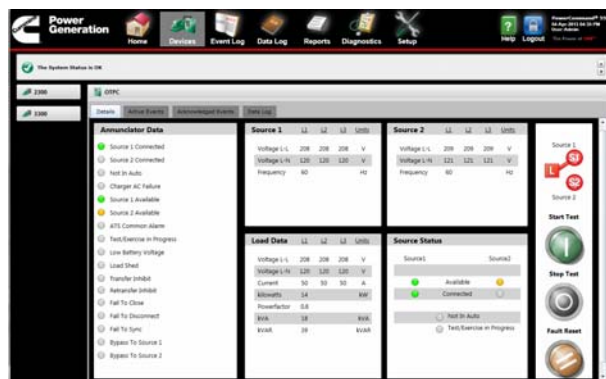 Power
Generation
Home
Devices
Event Log
Data Log
Reports
Diagnostics
Setup
Help
Logout
PowerCommand
User: Admin
The System Status is OK
2300
3300
OTPC
Details
Active Events
Acknowledged Events
Data Log
Annunciator Data
Source 1 Connected
Source 2 Connected
Not In Auto
Charger AC Failure
Source 1 Available
Source 2 Available
ATS Common Alarm
Test/Exercise in Progress
Low Battery Voltage
Load Shed
Transfer Inhibit
Retransfer Inhibit
Fail To Close
Fail To Disconnect
Fail To Sync
Bypass To Source 1
Bypass To Source 2
Source 1 L1 L2 L3 Units
Voltage L-L 208 208 208 V
Voltage L-N 120 120 120 V
Frequency 60 Hz
Load Data L1 L2 L3 Units
Voltage L-L 208 208 208 V
Voltage L-N 120 120 120 V
Current 50 50 50 A
kilowatts 14 kW
Powerfactor 0.8
kVA 18 kVA
kVAR kVAR
Source 2 L1 L2 L3 Units
Voltage L-L 209 209 209 V
Voltage L-N 121 121 121 V
Frequency 60 Hz
Source Status
Source1 Source2
Available
Connected
Not In Auto
Test/Exercise in Progress
Source 1
S1
L
S2
Source 2
Start Test
Stop Test
Fault Reset